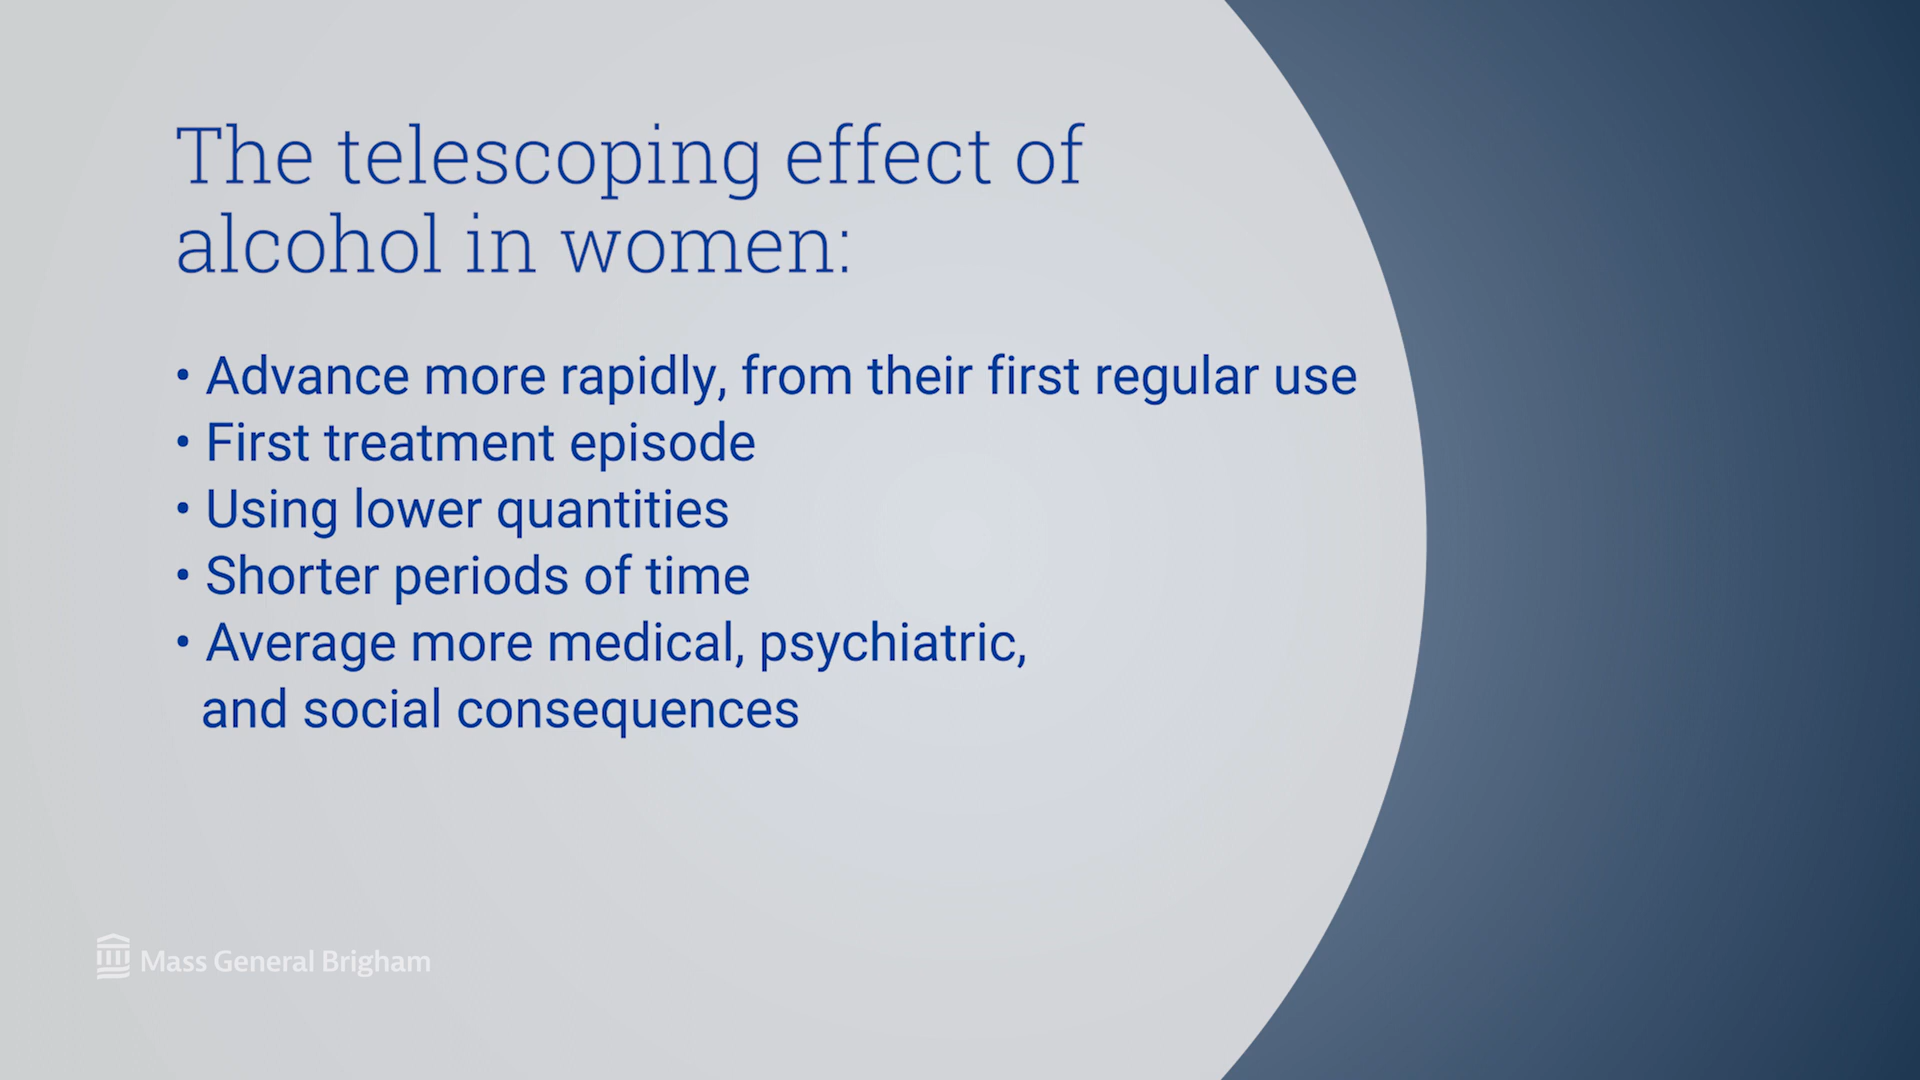 The telescoping effect of
alcohol in women:
• Advance more rapidly, from their first regular use
• First treatment episode
• Using lower quantities
• Shorter periods of time
• Average more medical, psychiatric,
and social consequences
Mass General Brigham